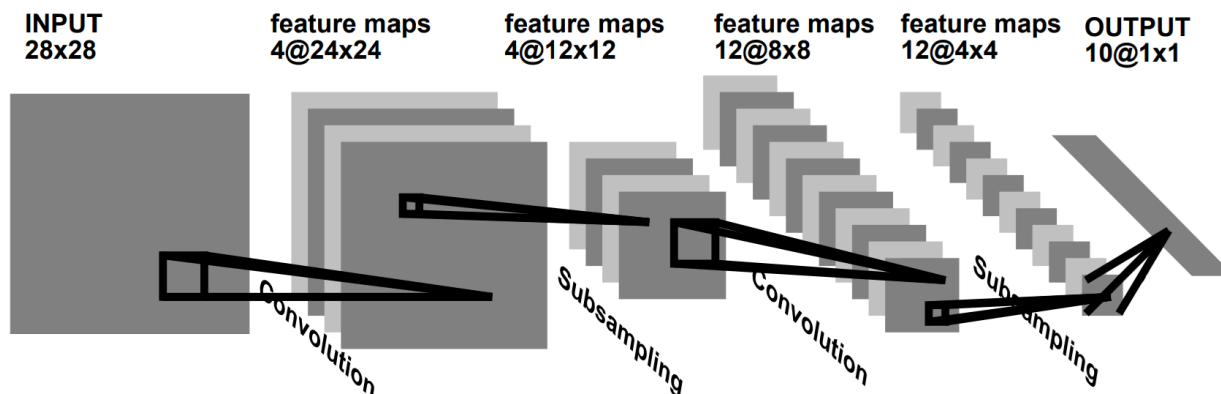 INPUT
28x28
feature maps
4@24x24
feature maps
4@12x12
feature maps
12@8x8
feature maps
12@4x4
OUTPUT
10@1x1
Convolution
Subsampling
Convolution
Subsampling